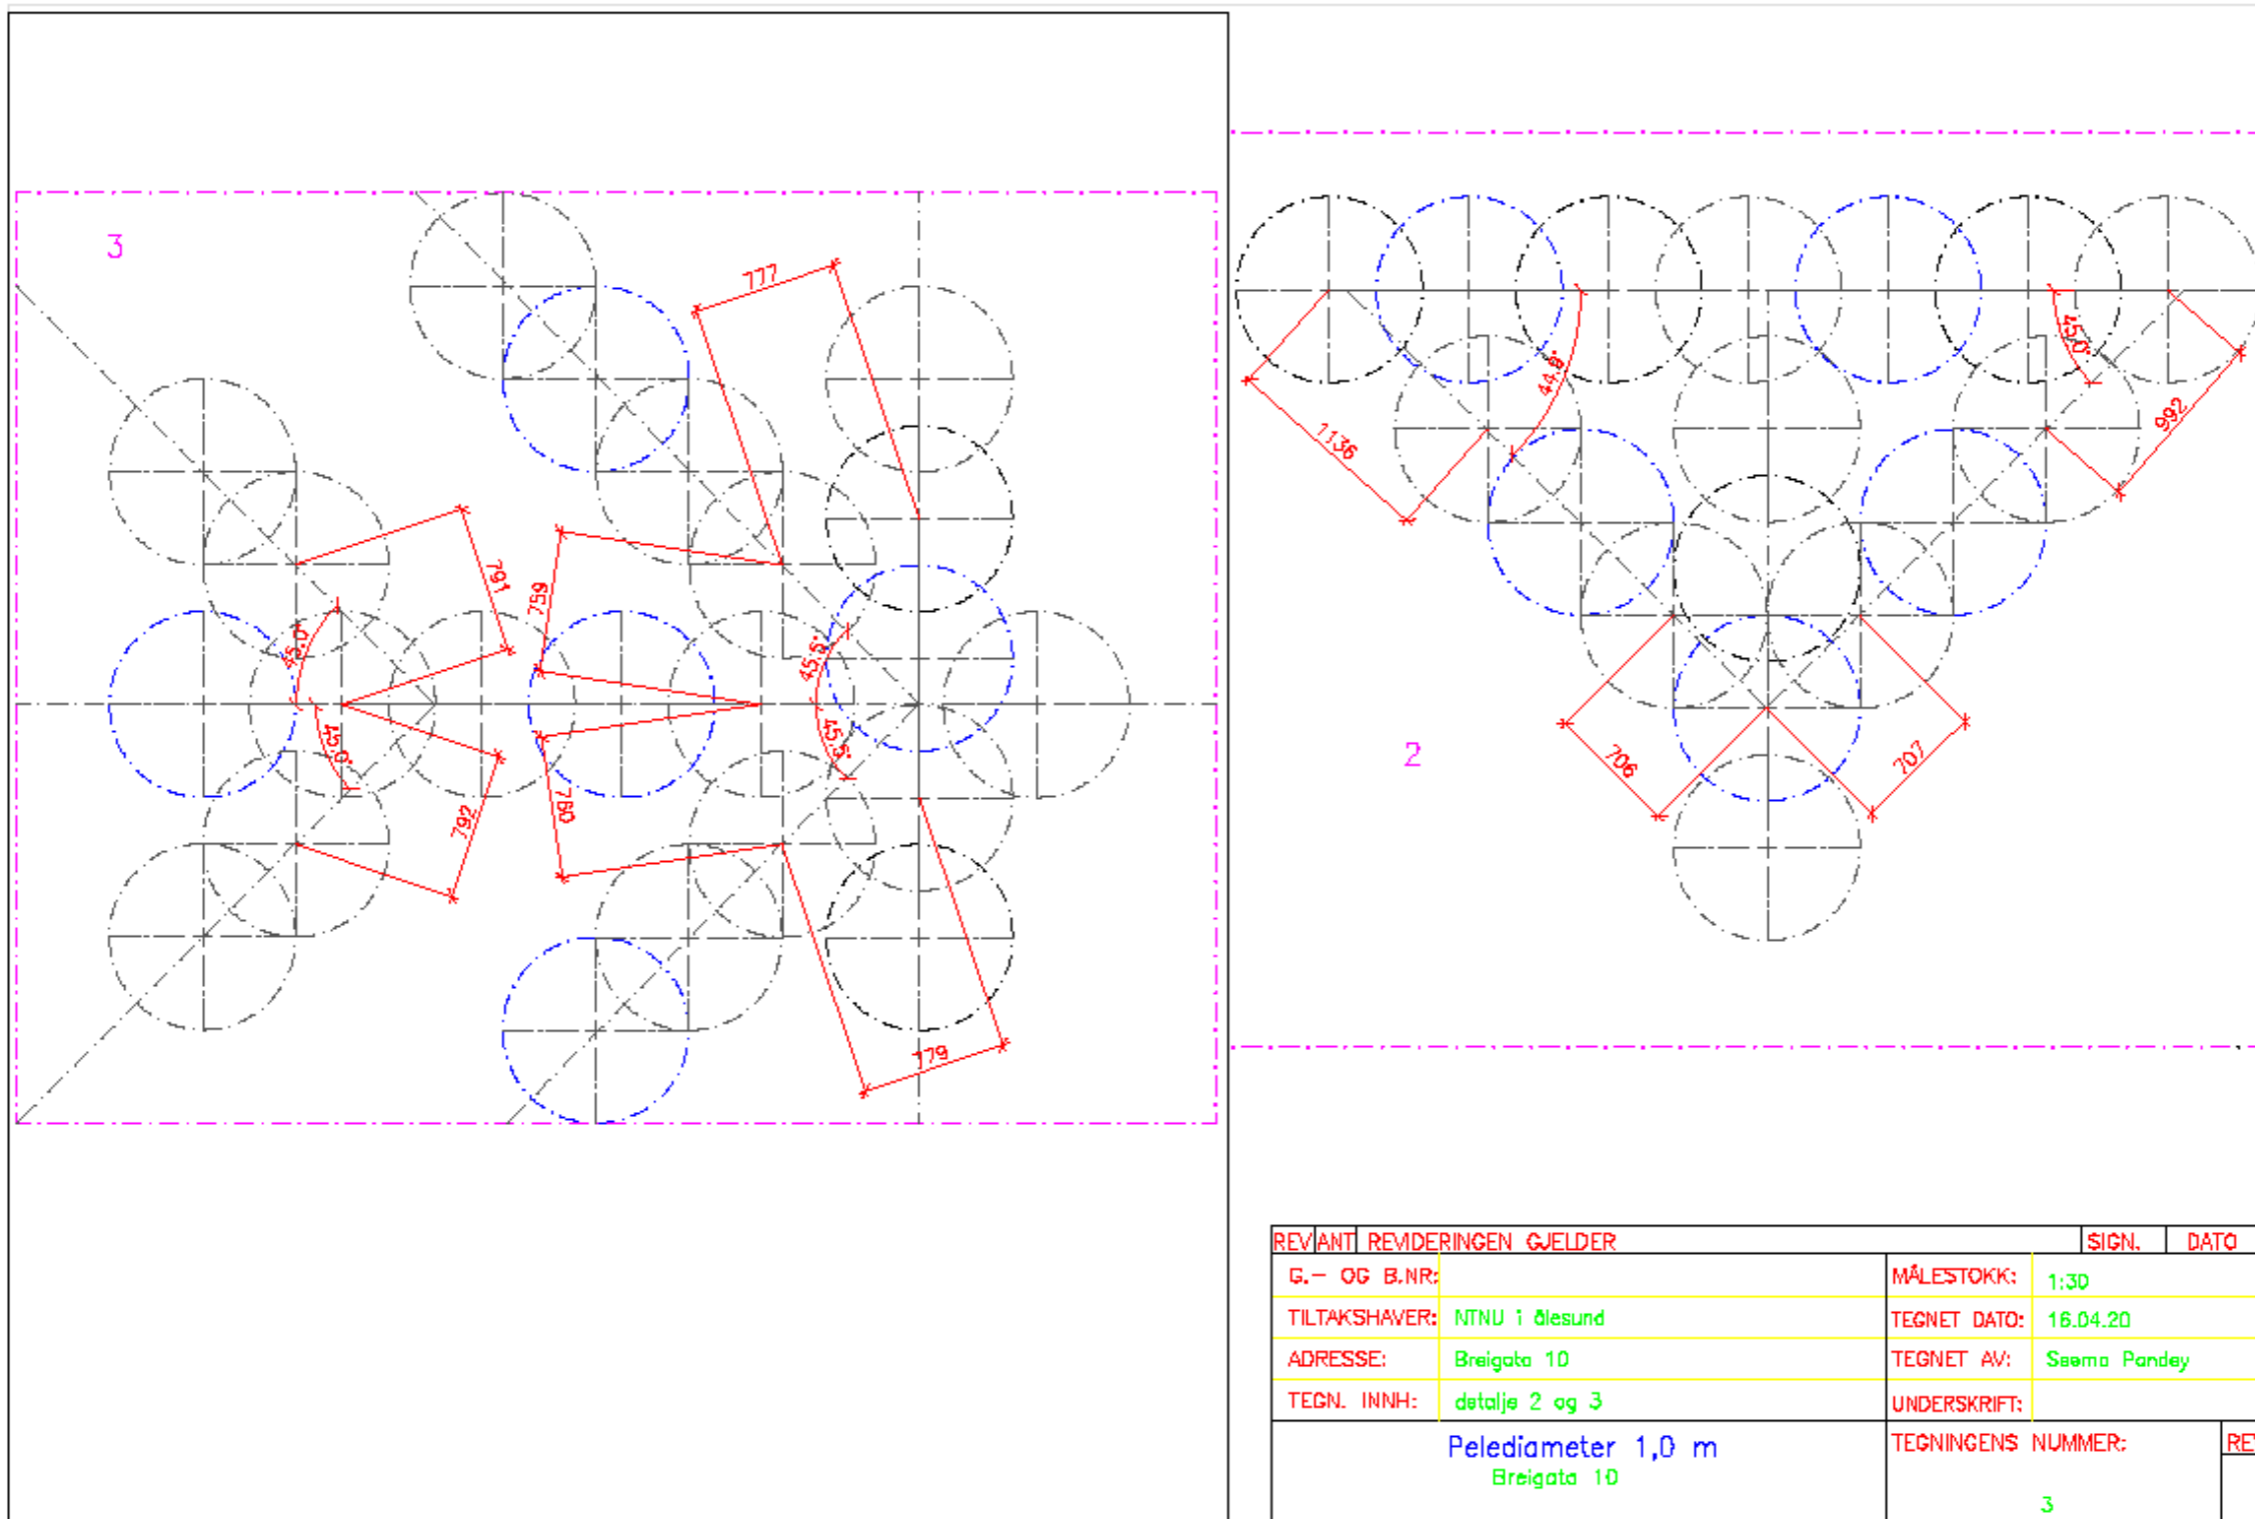 3
777
791
759
45.0°
45.5°
45.0°
45.5°
792
760
779
1136
44.9°
45.0°
992
706
707
2
REV ANT REVIDERINGEN GJELDER SIGN. DATO
G.- OG B.NR:
MÅLESTOKK: 1:30
TILTAKSHAVER: NTNU i ålesund
TEGNET DATO: 16.04.20
ADRESSE: Breigata 10
TEGNET AV: Seema Pandey
TEGN. INNH: detalje 2 og 3
UNDERSKRIFT:
Pelediameter 1,0 m
TEGNINGENS NUMMER:
Breigata 10
3